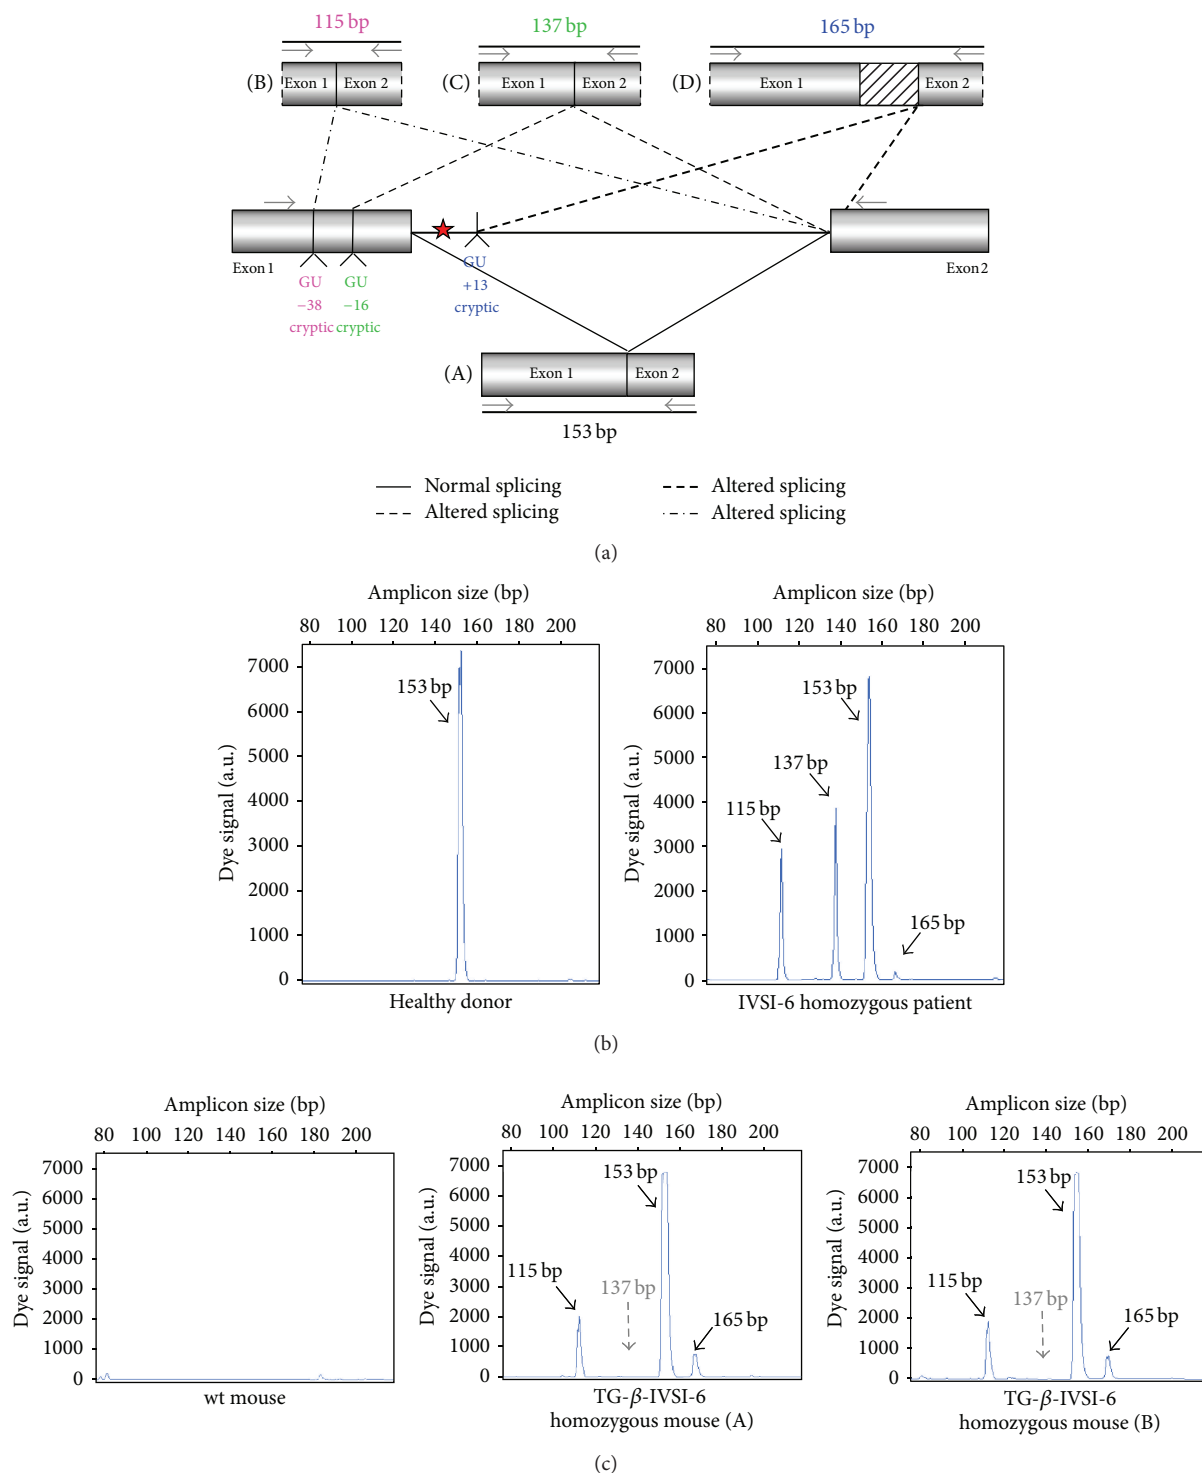 115 bp
137 bp
165 bp
(B) Exon 1 Exon 2
(C) Exon 1 Exon 2
(D) Exon 1 Exon 2
Exon 1
GU
−38
cryptic
GU
−16
cryptic
GU
+13
cryptic
Exon 2
(A) Exon 1 Exon 2
153 bp
Normal splicing
Altered splicing
Altered splicing
Altered splicing
(a)
Amplicon size (bp)
80 100 120 140 160 180 200
Dye signal (a.u.)
7000
6000
5000
4000
3000
2000
1000
0
153 bp
Healthy donor
Amplicon size (bp)
80 100 120 140 160 180 200
Dye signal (a.u.)
7000
6000
5000
4000
3000
2000
1000
0
115 bp
137 bp
153 bp
165 bp
IVSI-6 homozygous patient
(b)
Amplicon size (bp)
80 100 120 140 160 180 200
Dye signal (a.u.)
7000
6000
5000
4000
3000
2000
1000
0
wt mouse
Amplicon size (bp)
80 100 120 140 160 180 200
Dye signal (a.u.)
7000
6000
5000
4000
3000
2000
1000
0
115 bp
137 bp
153 bp
165 bp
TG-β-IVSI-6
homozygous mouse (A)
Amplicon size (bp)
80 100 120 140 160 180 200
Dye signal (a.u.)
7000
6000
5000
4000
3000
2000
1000
0
115 bp
137 bp
153 bp
165 bp
TG-β-IVSI-6
homozygous mouse (B)
(c)